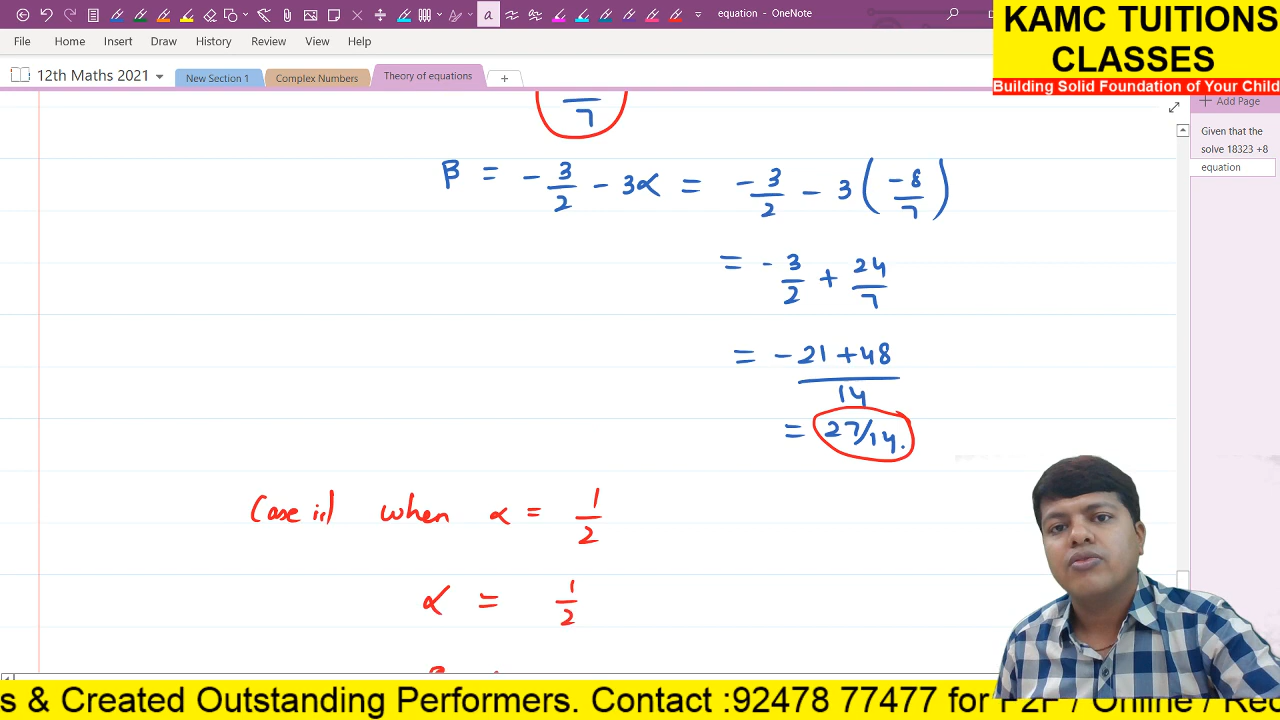 equation - OneNote
KAMC TUITIONS
CLASSES
Building Solid Foundation of Your Child
File Home Insert Draw History Review View Help
12th Maths 2021 New Section 1 Complex Numbers Theory of equations
Add Page
Given that the
solve 18323 +8
equation
7
β = - 3/2 - 3α = - 3/2 - 3(-8/7)
= - 3/2 + 24/7
= -21+48
14
= 27/14.
Case ii) when α = 1/2
α = 1/2
s & Created Outstanding Performers. Contact :92478 77477 for F2F / Online / Rec